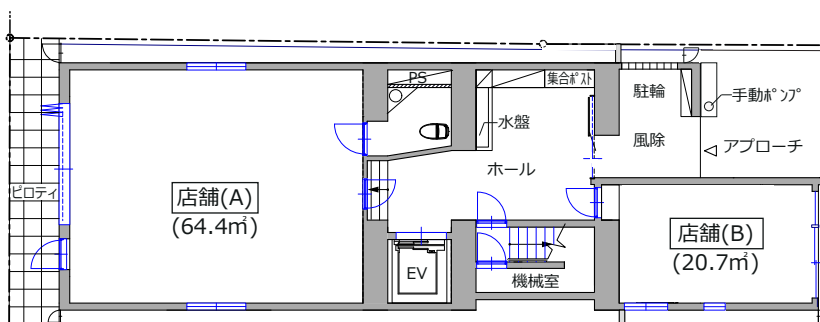 PS
集合ポスト
駐輪
手動ポンプ
水盤
風除
アプローチ
ホール
ピロティ
店舗(A)
(64.4㎡)
店舗(B)
(20.7㎡)
EV
機械室